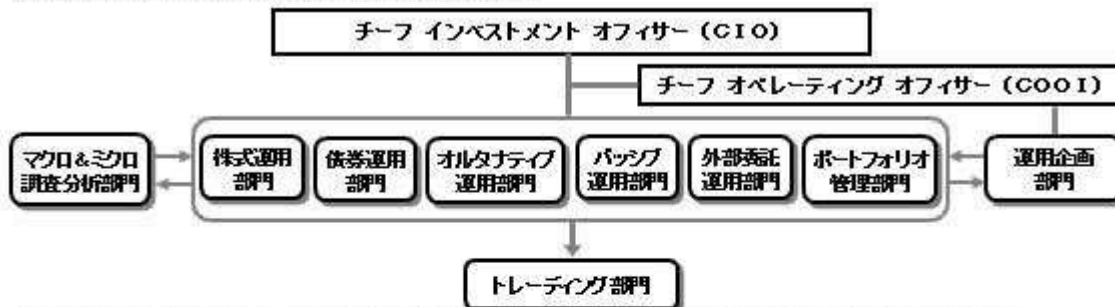 チーフ インベストメント オフィサー (CIO)
チーフ オペレーティング オフィサー (COOI)
マクロ&ミクロ
調査分析部門
株式運用
部門
債券運用
部門
オルタナティブ
運用部門
パッシブ
運用部門
外部委託
運用部門
ポートフォリオ
管理部門
運用企画
部門
トレーディング部門